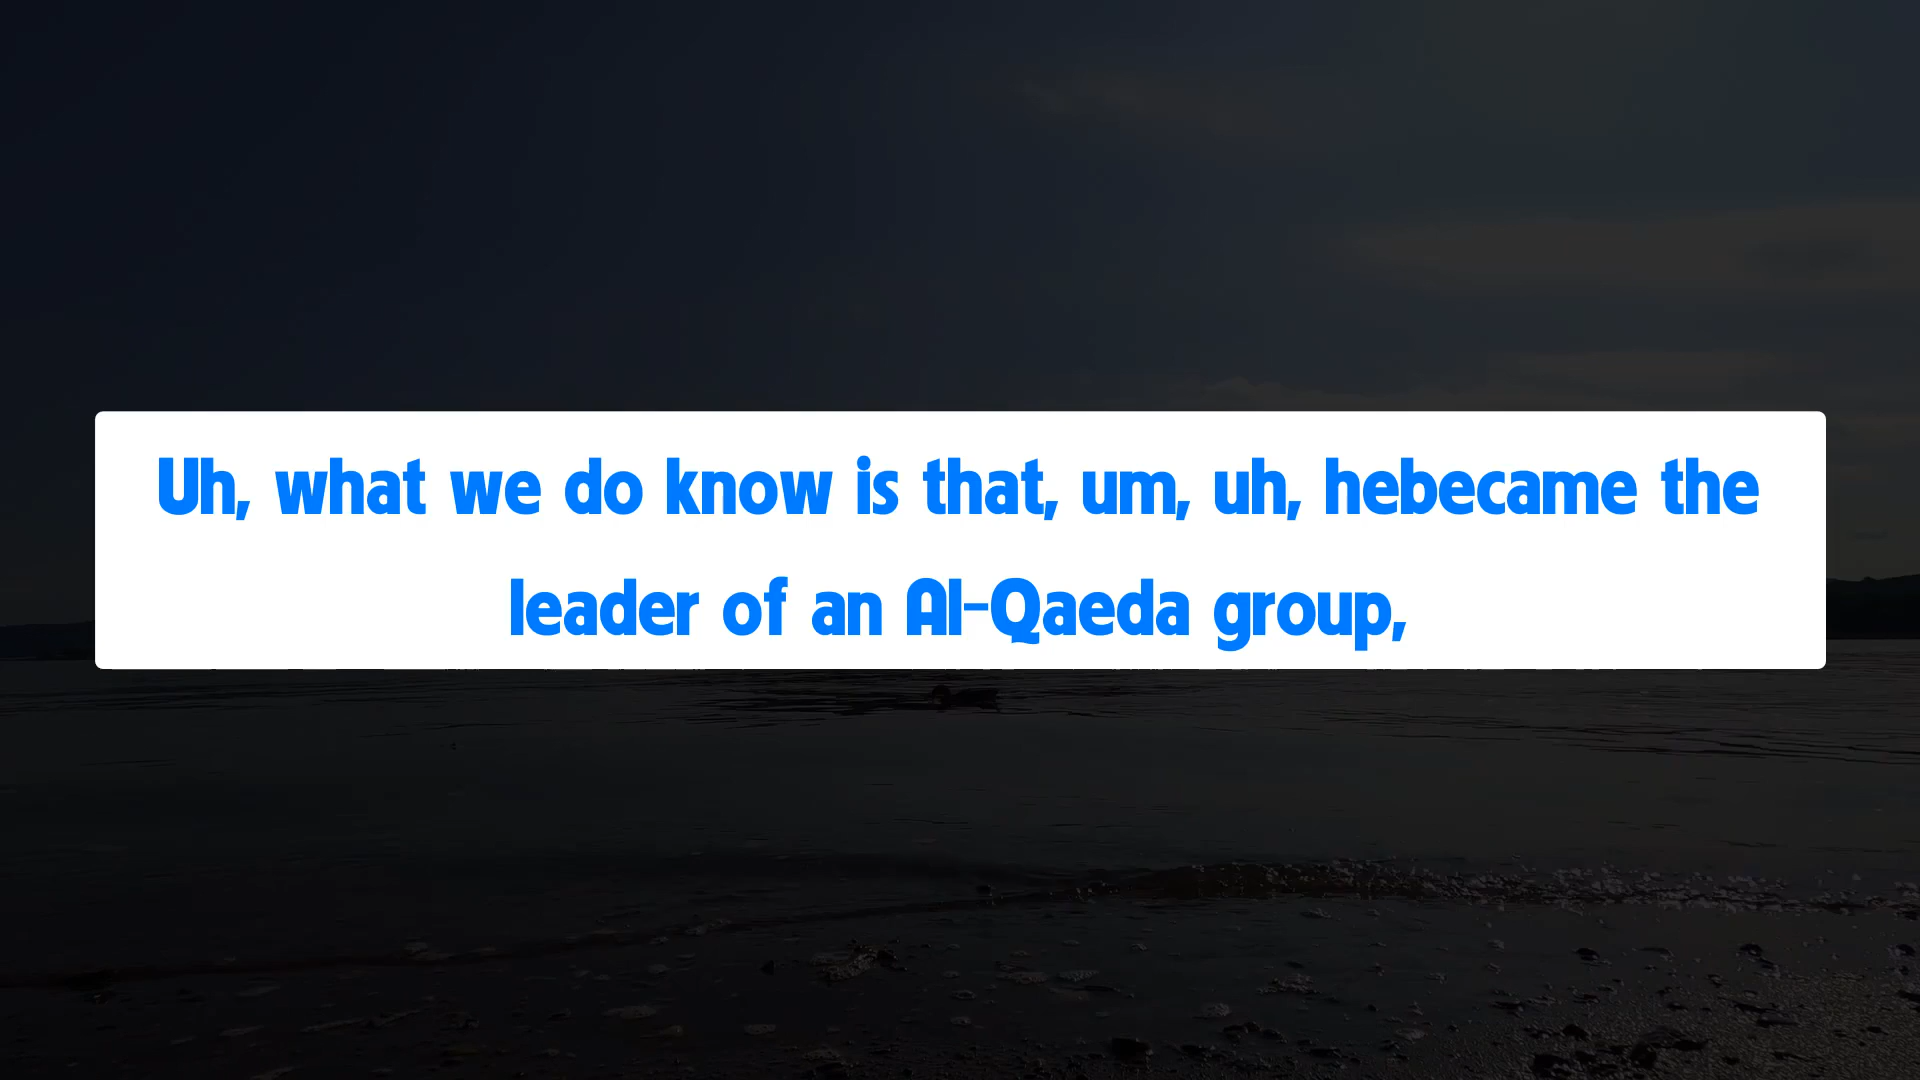 Uh, what we do know is that, um, uh, hebecame the
leader of an Al-Qaeda group,